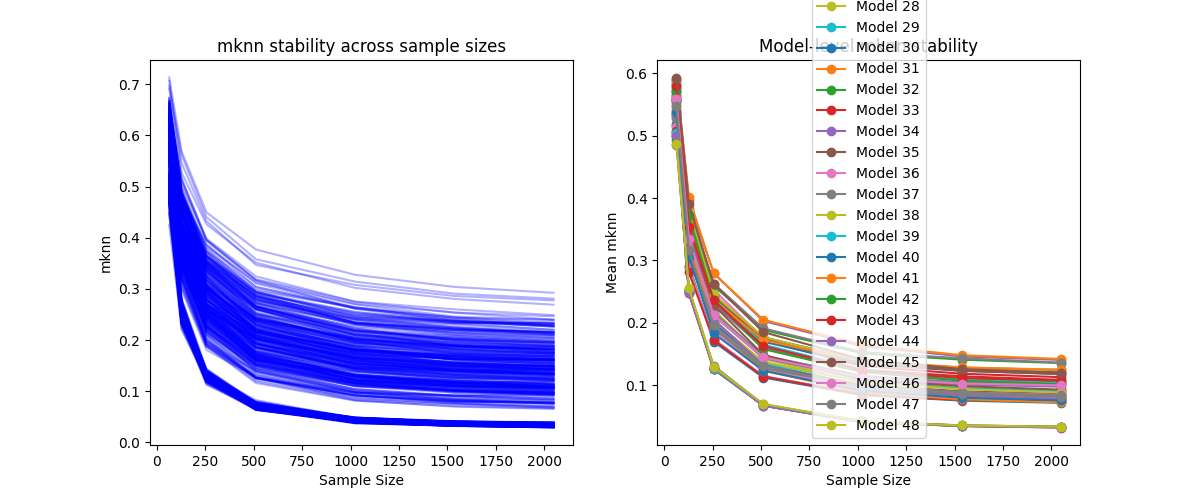 mknn stability across sample sizes
mknn
0.7
0.6
0.5
0.4
0.3
0.2
0.1
0.0
0
250
500
750
1000
1250
1500
1750
2000
Sample Size
Mean mknn
0.6
0.5
0.4
0.3
0.2
0.1
0
250
500
750
1000
1250
1500
1750
2000
Sample Size
Model 28
Model 29
Model 30
Model 31
Model 32
Model 33
Model 34
Model 35
Model 36
Model 37
Model 38
Model 39
Model 40
Model 41
Model 42
Model 43
Model 44
Model 45
Model 46
Model 47
Model 48